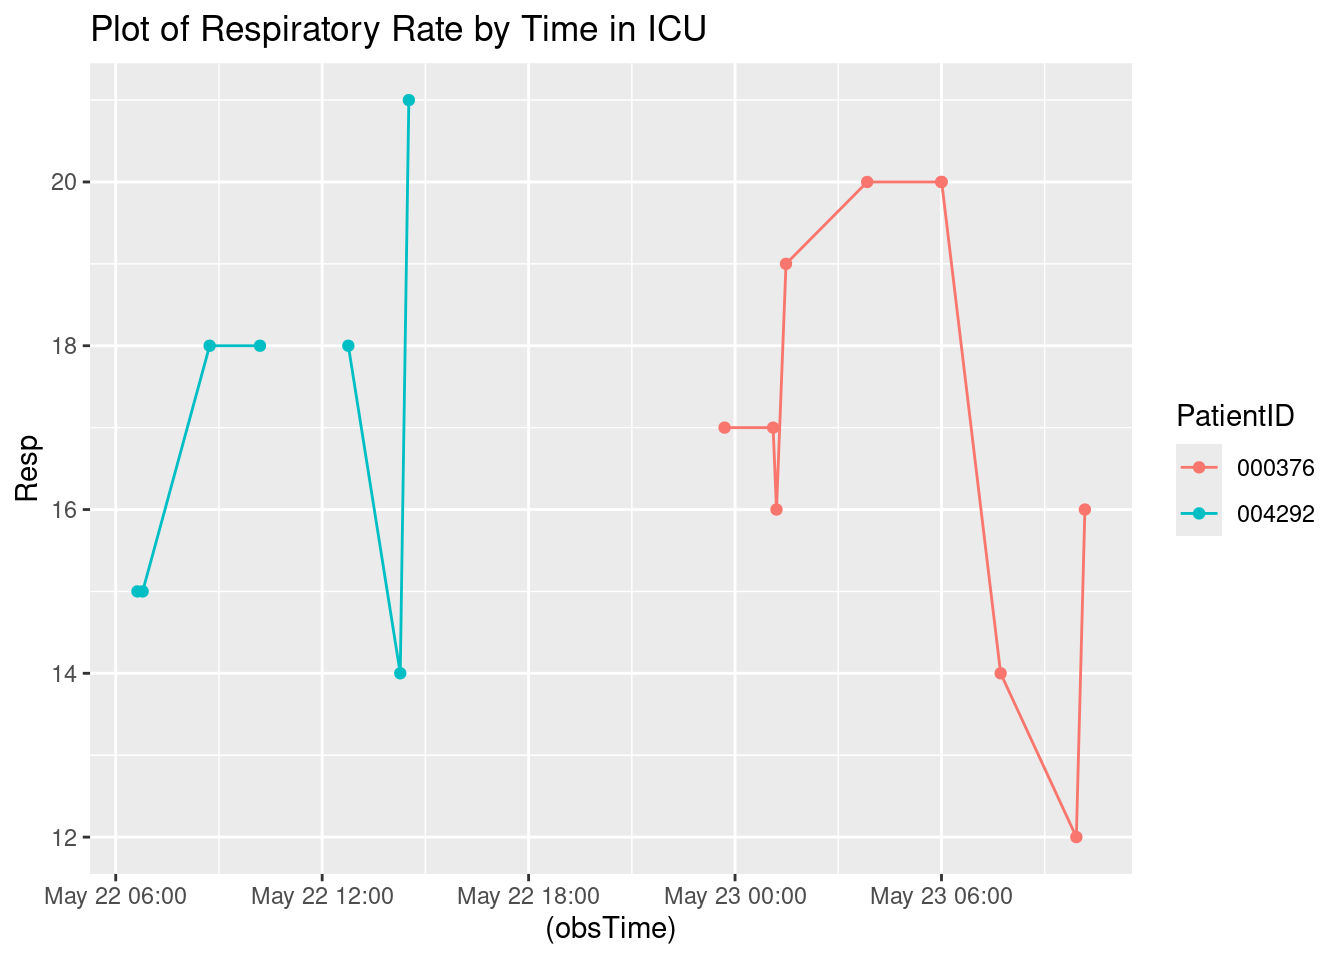 Plot of Respiratory Rate by Time in ICU
Resp
20
18
16
14
12
May 22 06:00
May 22 12:00
May 22 18:00
May 23 00:00
May 23 06:00
(obsTime)
PatientID
000376
004292